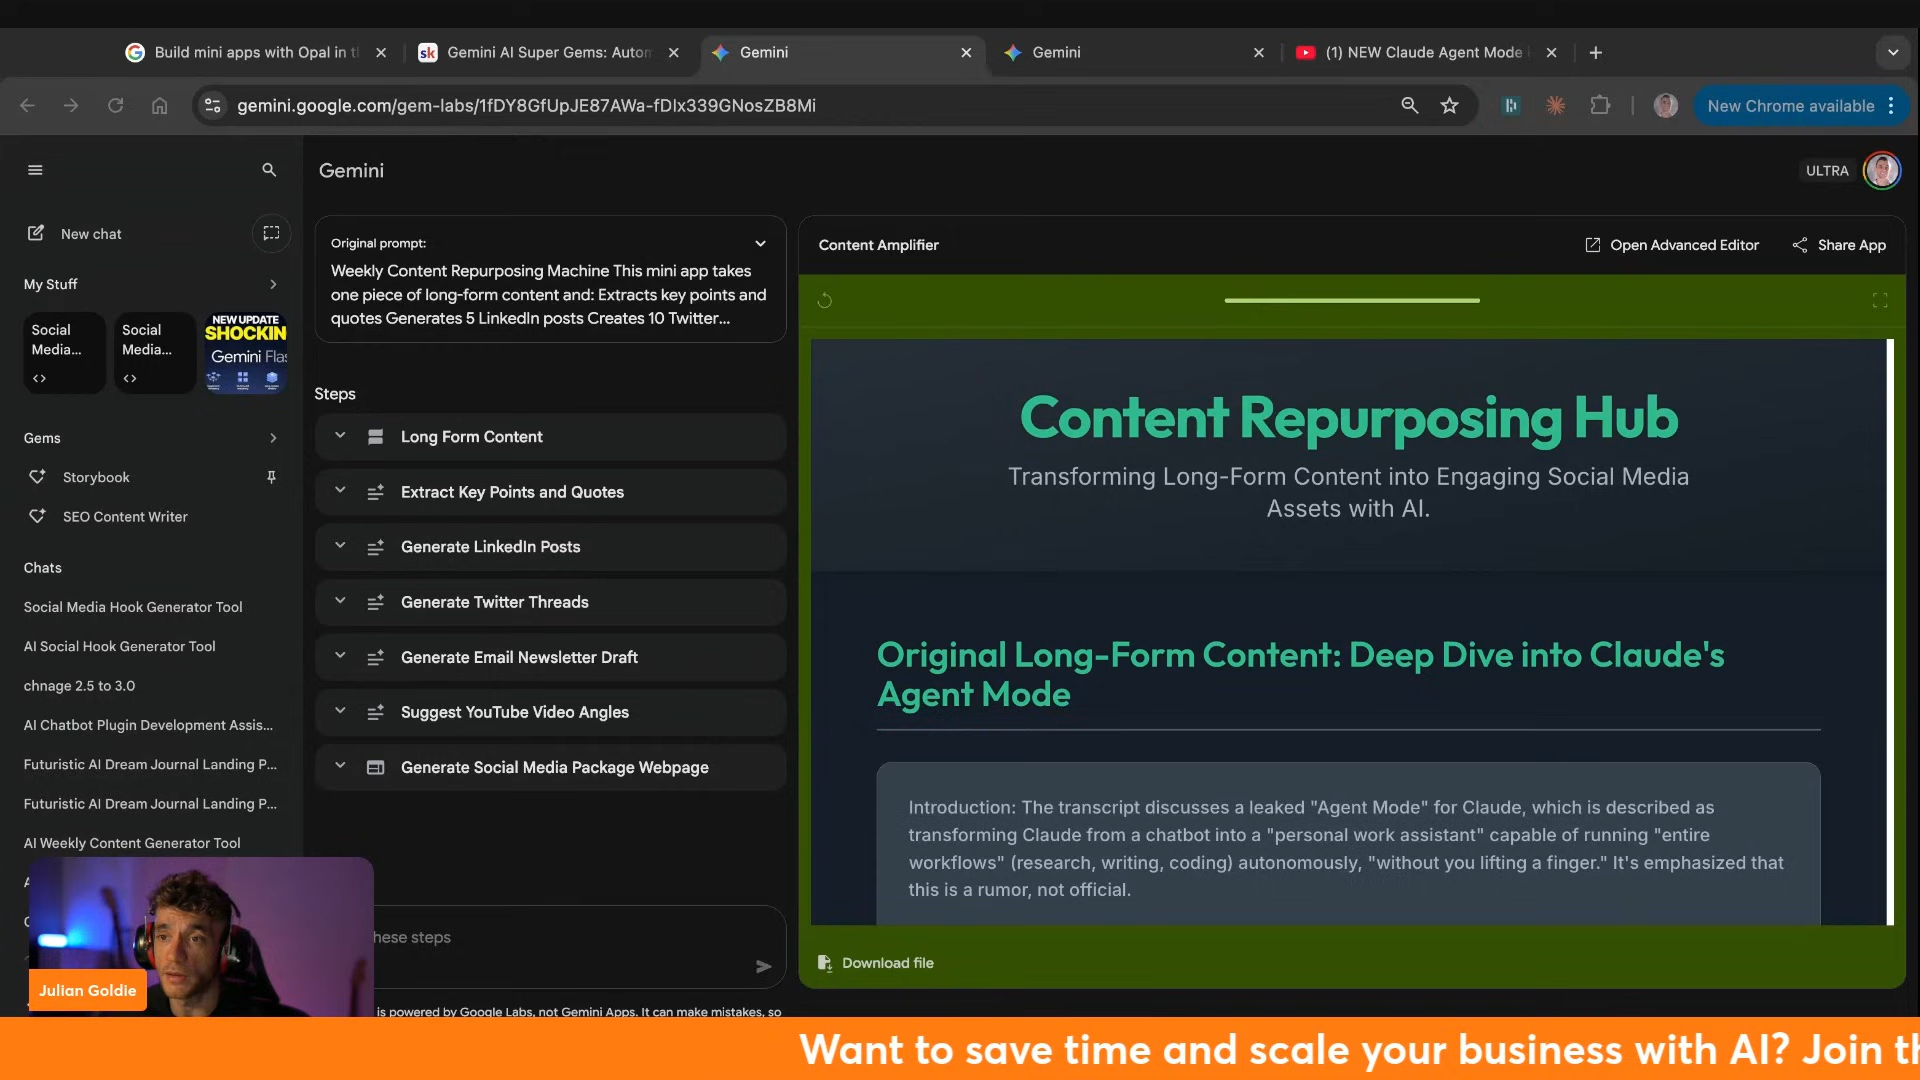 Build mini apps with Opal in t
Gemini AI Super Gems: Auton
Gemini
Gemini
(1) NEW Claude Agent Mode
gemini.google.com/gem-labs/1fDY8GfUpJE87AWa-fDIx339GNosZB8Mi
New Chrome available
Gemini
ULTRA
New chat
My Stuff
Social Media...
Social Media...
NEW UPDATE
SHOCKIN
Gemini Flas
Gems
Storybook
SEO Content Writer
Chats
Social Media Hook Generator Tool
AI Social Hook Generator Tool
chnage 2.5 to 3.0
AI Chatbot Plugin Development Assis...
Futuristic AI Dream Journal Landing P...
Futuristic AI Dream Journal Landing P...
AI Weekly Content Generator Tool
Original prompt:
Weekly Content Repurposing Machine This mini app takes
one piece of long-form content and: Extracts key points and
quotes Generates 5 LinkedIn posts Creates 10 Twitter...
Steps
Long Form Content
Extract Key Points and Quotes
Generate LinkedIn Posts
Generate Twitter Threads
Generate Email Newsletter Draft
Suggest YouTube Video Angles
Generate Social Media Package Webpage
hese steps
is powered by Google Labs, not Gemini Apps. It can make mistakes, so
Content Amplifier
Open Advanced Editor
Share App
Content Repurposing Hub
Transforming Long-Form Content into Engaging Social Media
Assets with AI.
Original Long-Form Content: Deep Dive into Claude's
Agent Mode
Introduction: The transcript discusses a leaked "Agent Mode" for Claude, which is described as
transforming Claude from a chatbot into a "personal work assistant" capable of running "entire
workflows" (research, writing, coding) autonomously, "without you lifting a finger." It's emphasized that
this is a rumor, not official.
Download file
Julian Goldie
Want to save time and scale your business with AI? Join th